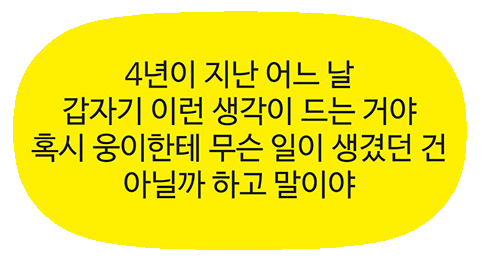 4년이 지난 어느 날
갑자기 이런 생각이 드는 거야
혹시 웅이한테 무슨 일이 생겼던 건
아닐까 하고 말이야